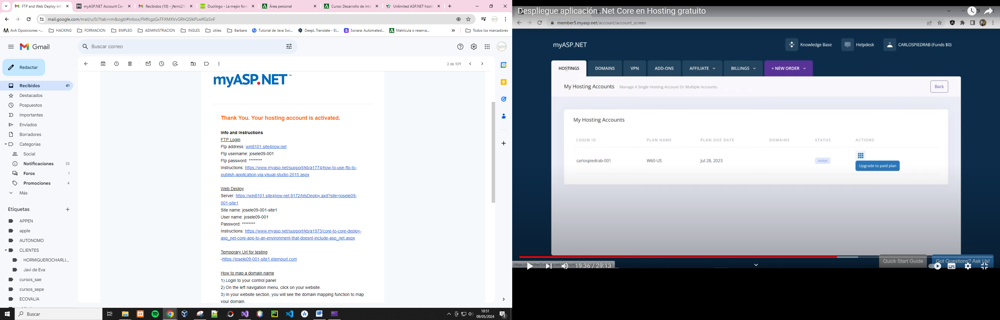 FTP and Web Deploy info
myASP.NET Account Cen
Recibidos (10) - jferric21
Duolingo - La mejor form
Área personal
Curso: Desarrollo de inte
Unlimited ASP.NET hosti
mail.google.com/mail/u/0/?tab=rm&ogbl#inbox/FMfcgzGxTFXMXVvGRhQSlkPLwlfGzSnF
AvA Oposiciones –...
HACKING
FORMACION
EMPLEO
ADMINISTRACION
INGLES
útiles
Barbara
Tutorial de Java Swi...
DeepL Translate - El...
Sonara: Automated...
Matrícula o reserva...
»
Todos los marcadores
Gmail
Buscar correo
Redactar
2 de 109
Recibidos 41
Destacados
Pospuestos
Importantes
Enviados
Borradores
Categorías
Social
Notificaciones 33
Foros 1
Promociones 4
Más
Etiquetas
APPEN
apple
AUTONOMO
CLIENTES
HORMIGUEROCHARLI...
Javi de Eva
cursos_sae
cursos_sepe
ECOVALIA
myASP.NET™
Thank You. Your hosting account is activated.
Info and Instructions
FTP Login
Ftp address: win8101.site4now.net
Ftp username: josele09-001
Ftp password: ********
Instructions: https://www.myasp.net/support/kb/a1774/how-to-use-ftp-to-
publish-application-via-visual-studio-2015.aspx
Web Deploy
Server: https://win8101.site4now.net:8172/MsDeploy.axd?site=josele09-
001-site1
Site name: josele09-001-site1
User name: josele09-001
Password: ********
Instructions: https://www.myasp.net/support/kb/a1973/core-to-core-deploy-
asp_net-core-app-to-an-environment-that-doesnt-include-asp_net.aspx
Temporary Url for testing
-https://josele09-001-site1.etempurl.com
How to map a domain name
1) Login to your control panel
2) On the left navigation menu, click on your website.
3) In your website section, you will see the domain mapping function to map
your domain.
31
Buscar
10:51
09/05/2024
2
Despliegue aplicación .Net Core en Hosting gratuito
member5.myasp.net/account/account_screen
myASP.NET
Knowledge Base
Helpdesk
CARLOSPIEDRAB (Funds $0)
HOSTINGS
DOMAINS
VPN
ADD-ONS
AFFILIATE
BILLINGS
+ NEW ORDER
My Hosting Accounts
Manage A Single Hosting Account Or Multiple Accounts.
Back
My Hosting Accounts
LOGIN ID PLAN NAME PLAN DUE DATE DOMAINS STATUS ACTIONS
carlospiedrab-001 W60-US Jul 28, 2023 Active
Upgrade to paid plan
Quick Start Guide
Got Questions? Ask Us!
19:36 / 29:13